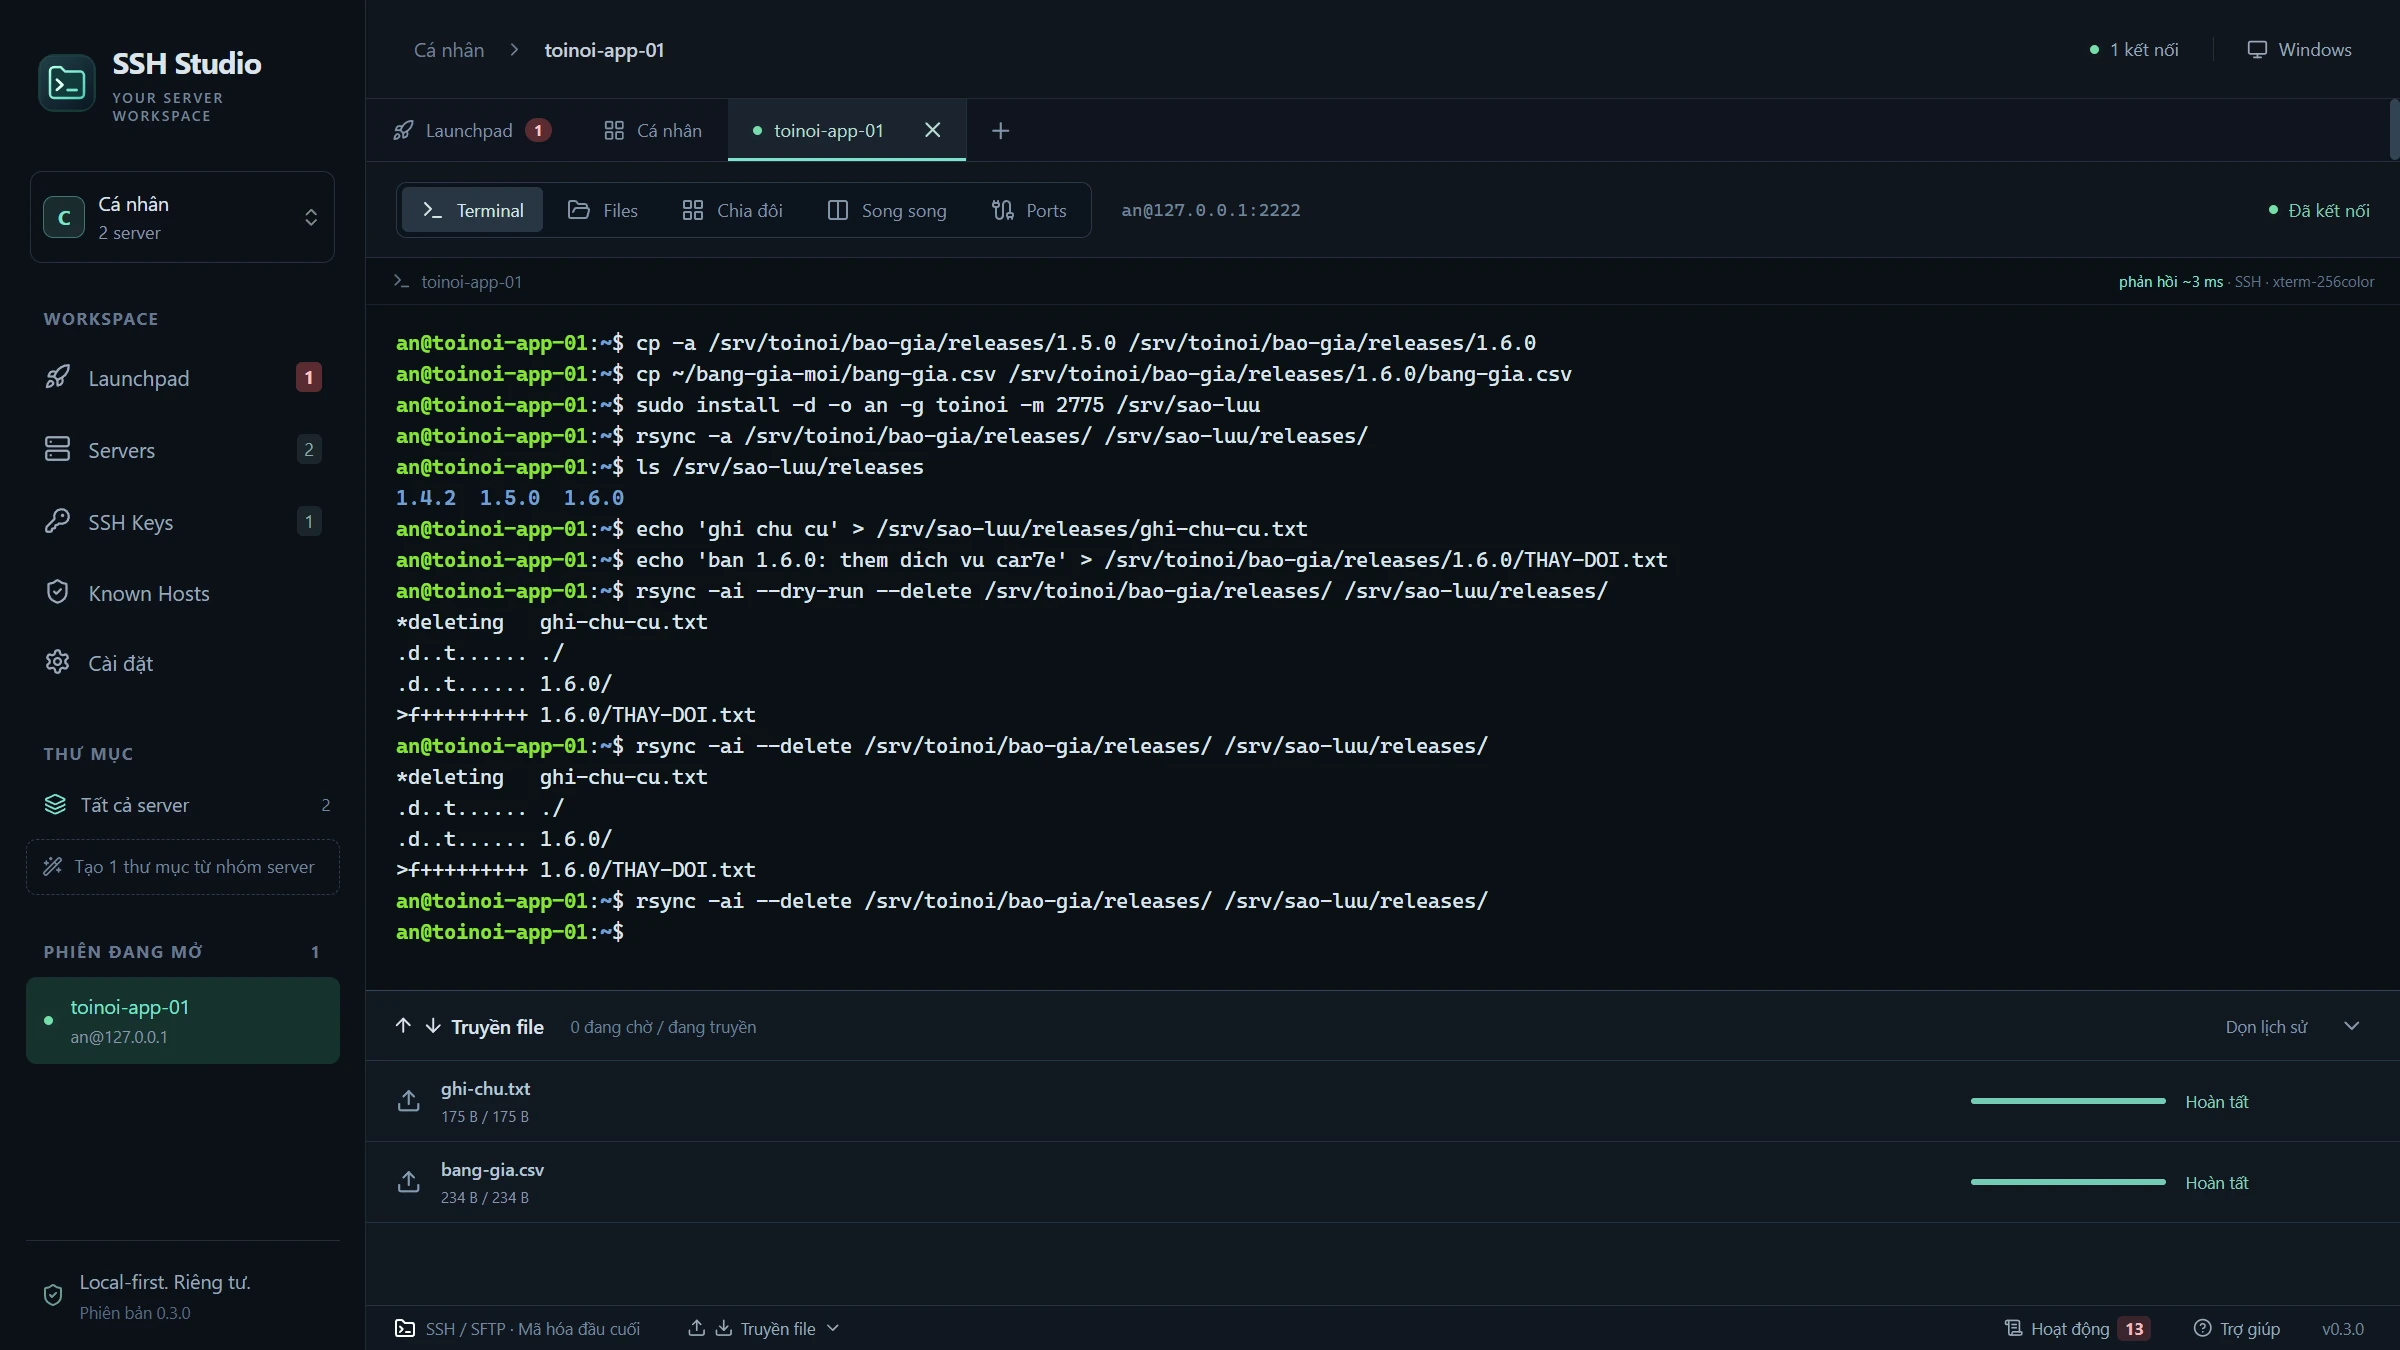 SSH Studio
YOUR SERVER
WORKSPACE
C
Cá nhân
2 server
WORKSPACE
Launchpad 1
Servers 2
SSH Keys 1
Known Hosts
Cài đặt
THƯ MỤC
Tất cả server 2
Tạo 1 thư mục từ nhóm server
PHIÊN ĐANG MỞ 1
toinoi-app-01
an@127.0.0.1
Local-first. Riêng tư.
Phiên bản 0.3.0
Cá nhân > toinoi-app-01
1 kết nối
Windows
Launchpad 1
Cá nhân
toinoi-app-01
Terminal
Files
Chia đôi
Song song
Ports
an@127.0.0.1:2222
Đã kết nối
toinoi-app-01
phản hồi ~3 ms · SSH · xterm-256color
an@toinoi-app-01:~$ cp -a /srv/toinoi/bao-gia/releases/1.5.0 /srv/toinoi/bao-gia/releases/1.6.0
an@toinoi-app-01:~$ cp ~/bang-gia-moi/bang-gia.csv /srv/toinoi/bao-gia/releases/1.6.0/bang-gia.csv
an@toinoi-app-01:~$ sudo install -d -o an -g toinoi -m 2775 /srv/sao-luu
an@toinoi-app-01:~$ rsync -a /srv/toinoi/bao-gia/releases/ /srv/sao-luu/releases/
an@toinoi-app-01:~$ ls /srv/sao-luu/releases
1.4.2  1.5.0  1.6.0
an@toinoi-app-01:~$ echo 'ghi chu cu' > /srv/sao-luu/releases/ghi-chu-cu.txt
an@toinoi-app-01:~$ echo 'ban 1.6.0: them dich vu car7e' > /srv/toinoi/bao-gia/releases/1.6.0/THAY-DOI.txt
an@toinoi-app-01:~$ rsync -ai --dry-run --delete /srv/toinoi/bao-gia/releases/ /srv/sao-luu/releases/
*deleting   ghi-chu-cu.txt
.d..t...... ./
.d..t...... 1.6.0/
>f+++++++++ 1.6.0/THAY-DOI.txt
an@toinoi-app-01:~$ rsync -ai --delete /srv/toinoi/bao-gia/releases/ /srv/sao-luu/releases/
*deleting   ghi-chu-cu.txt
.d..t...... ./
.d..t...... 1.6.0/
>f+++++++++ 1.6.0/THAY-DOI.txt
an@toinoi-app-01:~$ rsync -ai --delete /srv/toinoi/bao-gia/releases/ /srv/sao-luu/releases/
an@toinoi-app-01:~$
Truyền file 0 đang chờ / đang truyền
Dọn lịch sử
ghi-chu.txt
175 B / 175 B
Hoàn tất
bang-gia.csv
234 B / 234 B
Hoàn tất
SSH / SFTP · Mã hóa đầu cuối
Truyền file
Hoạt động 13
Trợ giúp
v0.3.0